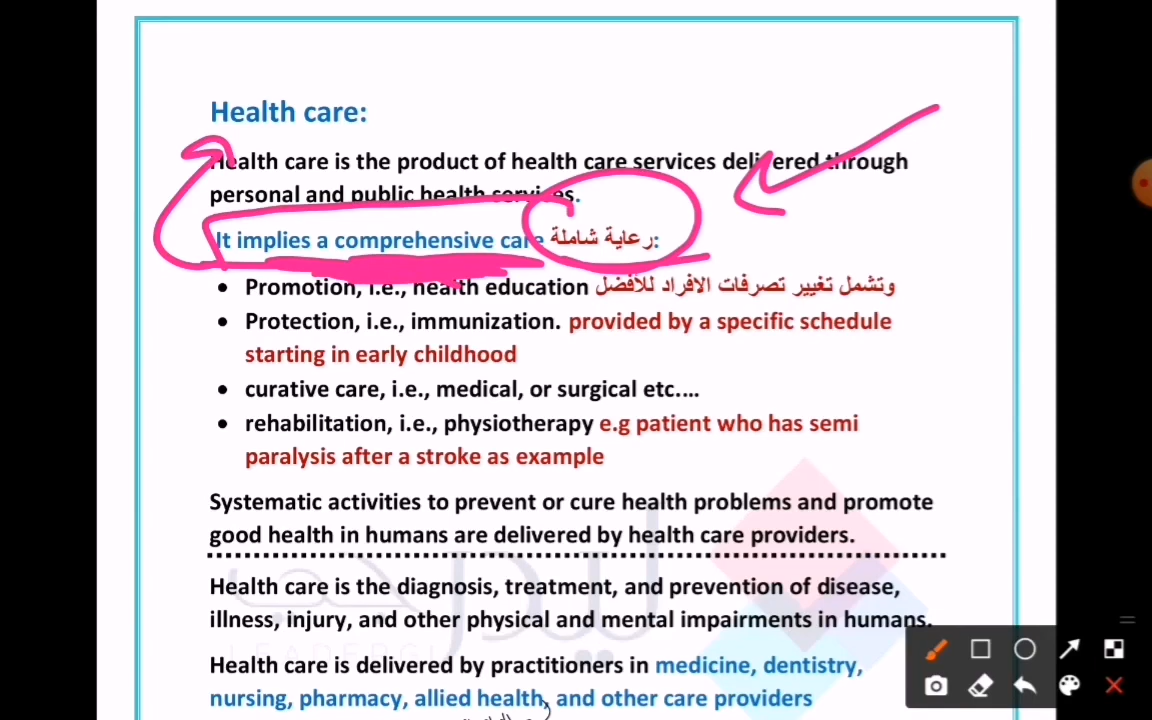 Health care:
Health care is the product of health care services delivered through
personal and public health services.
It implies a comprehensive care رعاية شاملة:
• Promotion, i.e., health education وتشمل تغيير تصرفات الافراد للأفضل
• Protection, i.e., immunization. provided by a specific schedule
starting in early childhood
• curative care, i.e., medical, or surgical etc....
• rehabilitation, i.e., physiotherapy e.g patient who has semi
paralysis after a stroke as example
Systematic activities to prevent or cure health problems and promote
good health in humans are delivered by health care providers.
Health care is the diagnosis, treatment, and prevention of disease,
illness, injury, and other physical and mental impairments in humans.
Health care is delivered by practitioners in medicine, dentistry,
nursing, pharmacy, allied health, and other care providers